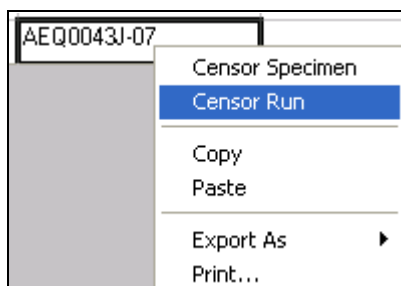 AEQ0043J-07
Censor Specimen
Censor Run
Copy
Paste
Export As
Print...